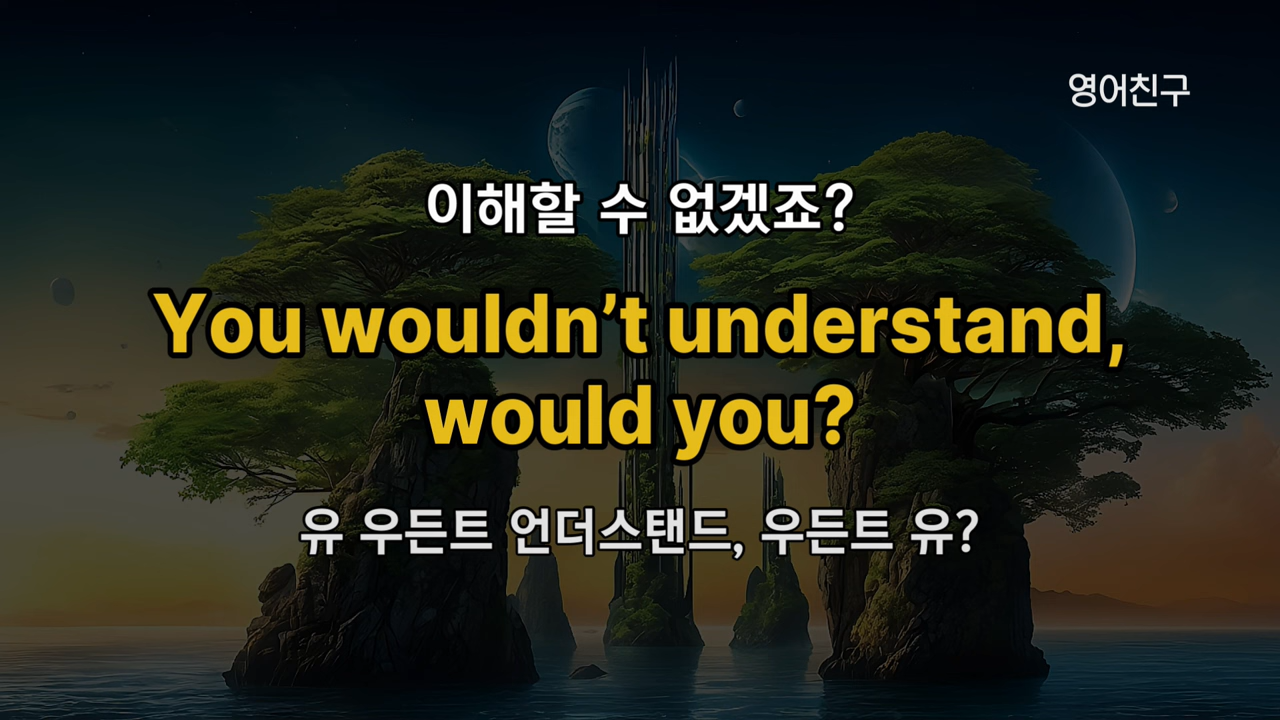 영어친구
이해할 수 없겠죠?
You wouldn’t understand,
would you?
유 우든트 언더스탠드, 우든트 유?